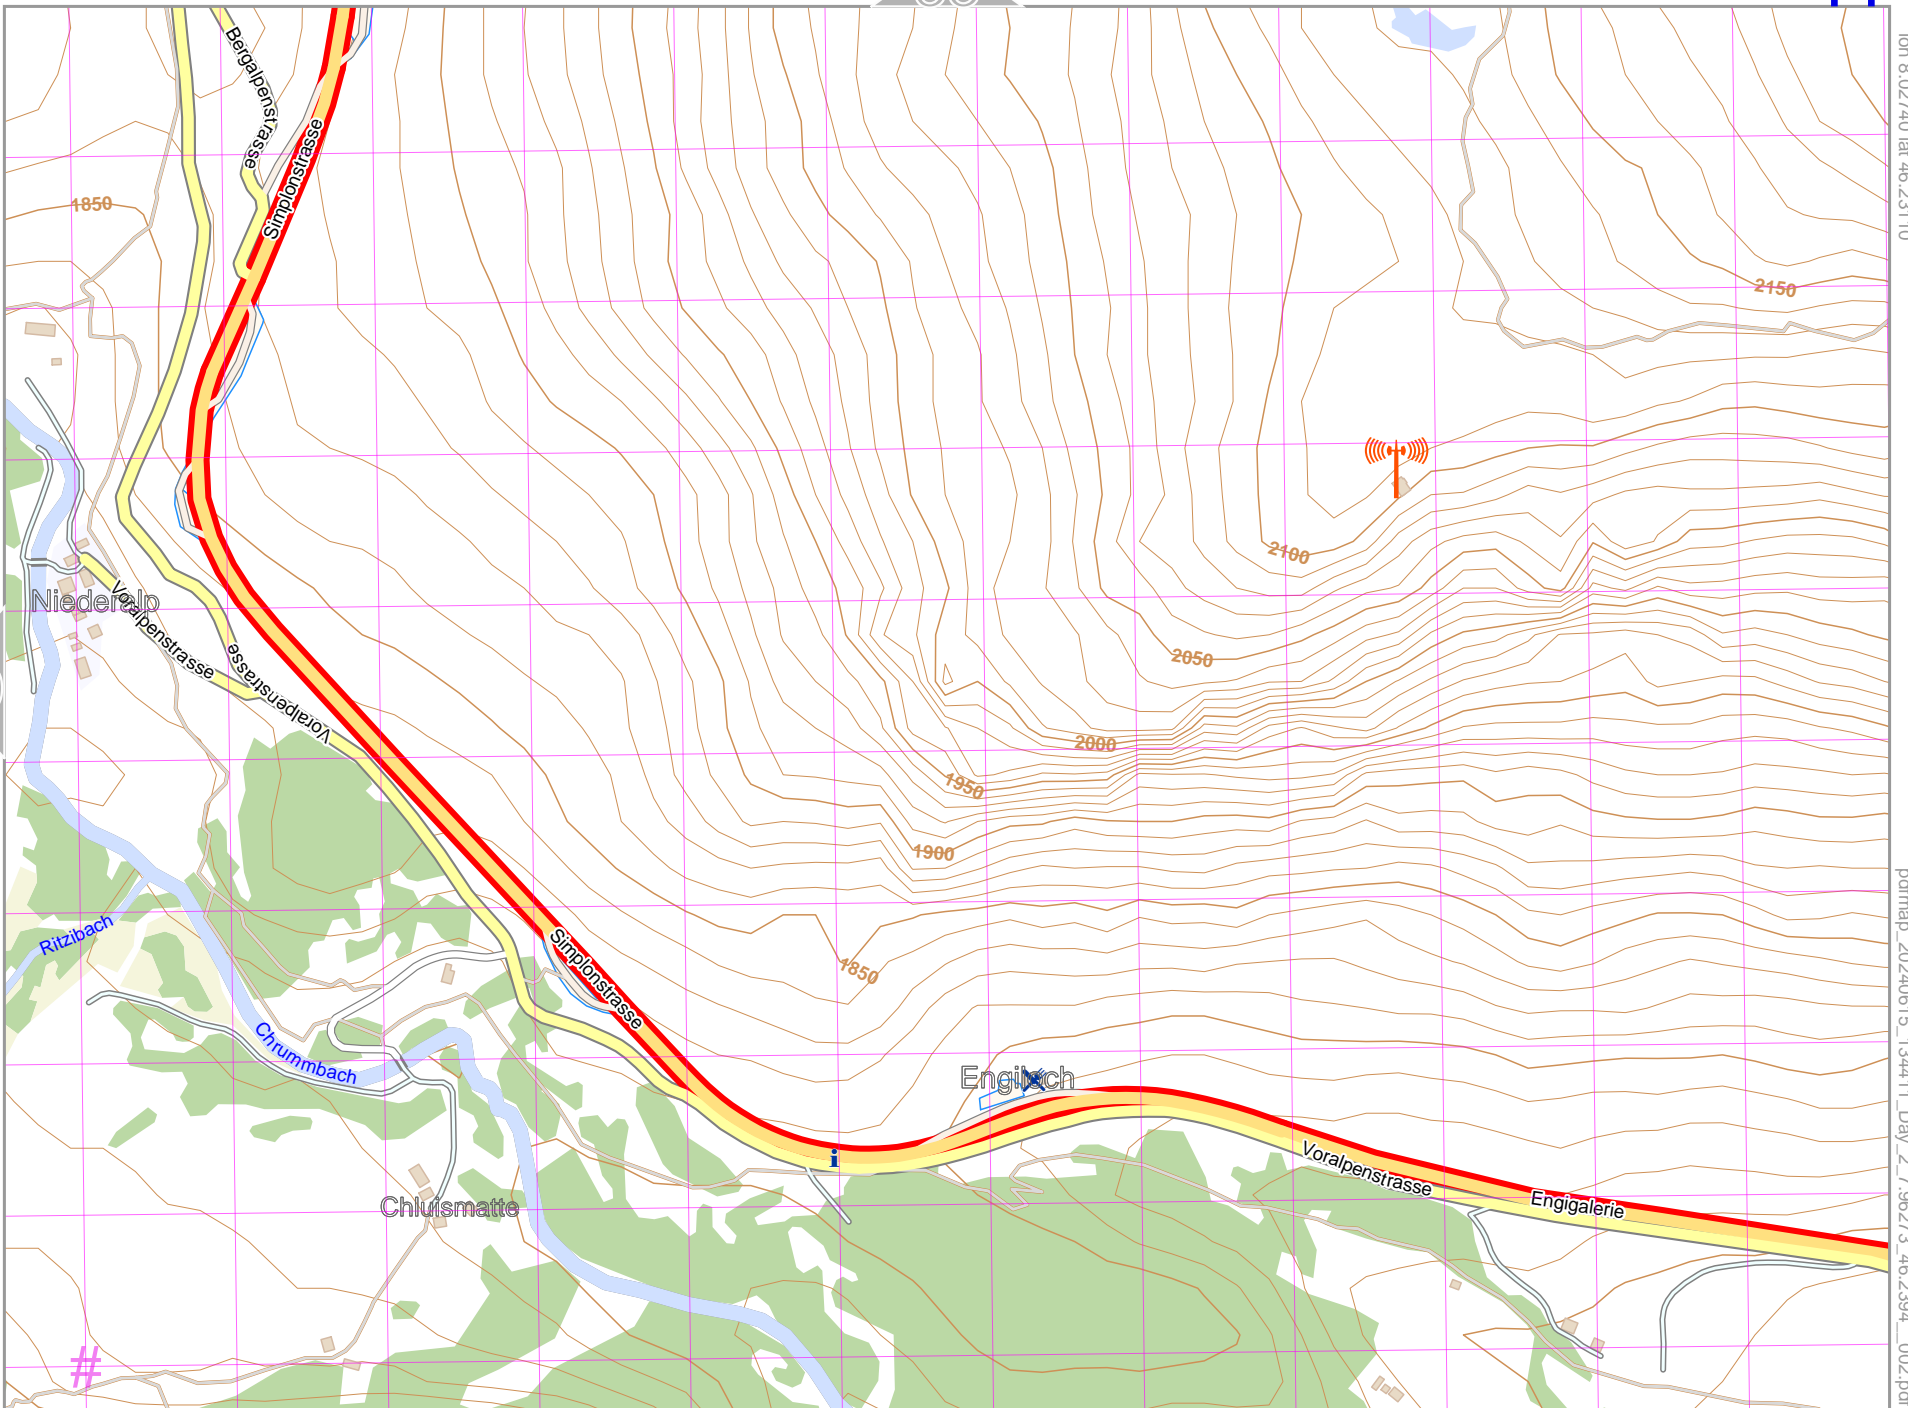 Bergalpenstrasse
Simplonstrasse
1850
2150
2100
Niederalp
Voralpenstrasse
Voralpenstrasse
2050
2000
1950
1900
1850
Ritzibach
Simplonstrasse
Chrummbach
Engiloch
i
Voralpenstrasse
Engigalerie
Chluismatte
#